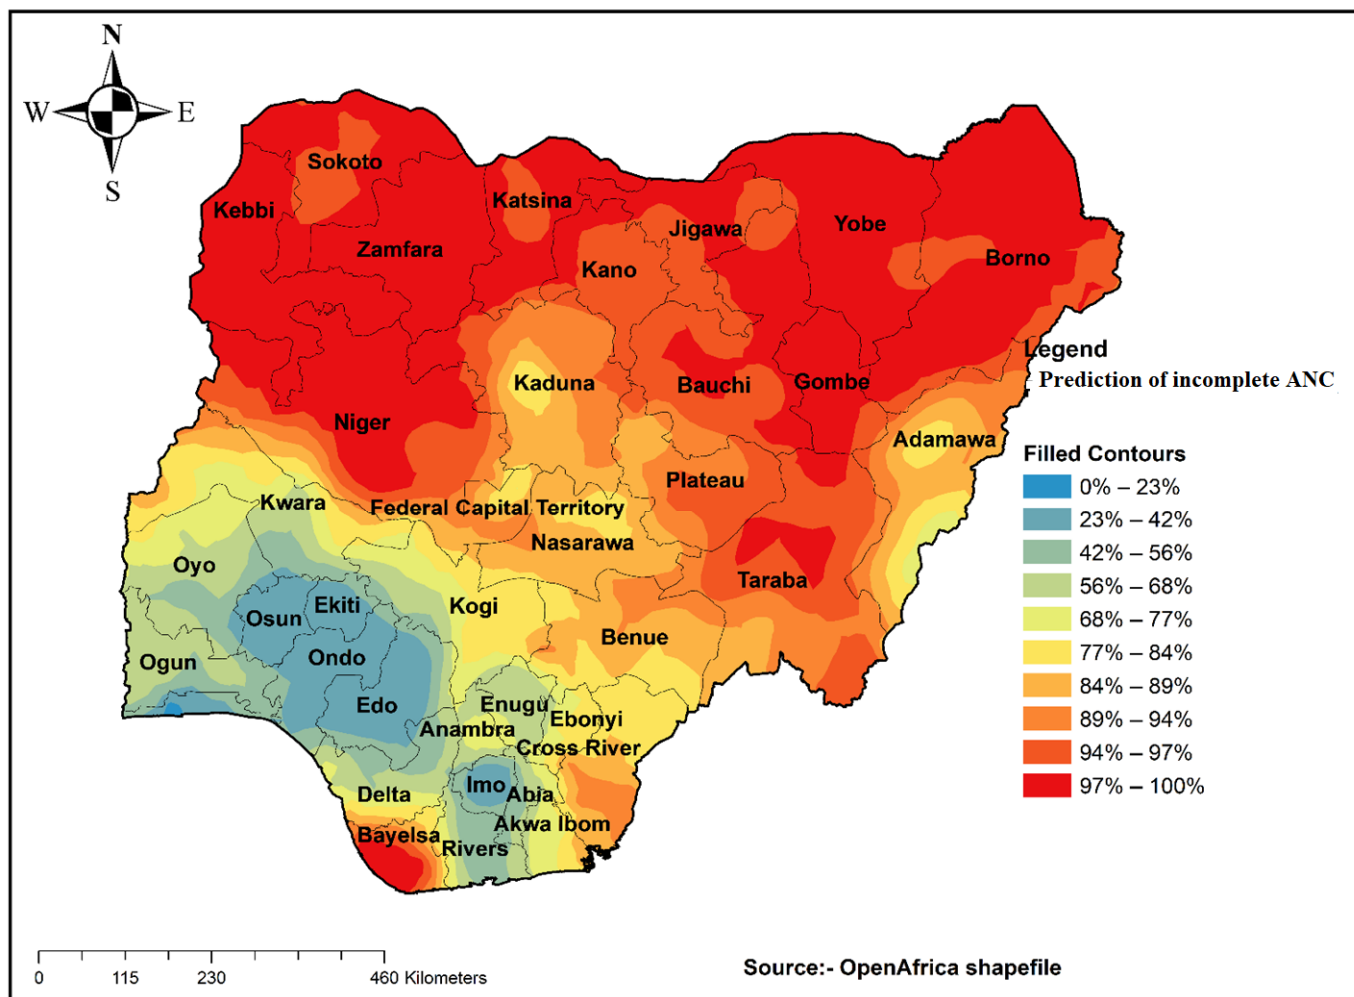 N
W E
S
Sokoto
Kebbi
Katsina
Zamfara
Jigawa
Yobe
Kano
Borno
Legend
Prediction of incomplete ANC
Kaduna
Bauchi
Gombe
Niger
Adamawa
Plateau
Kwara
Federal Capital Territory
Nasarawa
Oyo
Taraba
Ekiti
Kogi
Osun
Benue
Ondo
Ogun
Edo
Enugu
Ebonyi
Anambra
Cross River
Imo
Abia
Delta
Akwa Ibom
Bayelsa
Rivers
Filled Contours
0% – 23%
23% – 42%
42% – 56%
56% – 68%
68% – 77%
77% – 84%
84% – 89%
89% – 94%
94% – 97%
97% – 100%
0 115 230 460 Kilometers
Source:- OpenAfrica shapefile